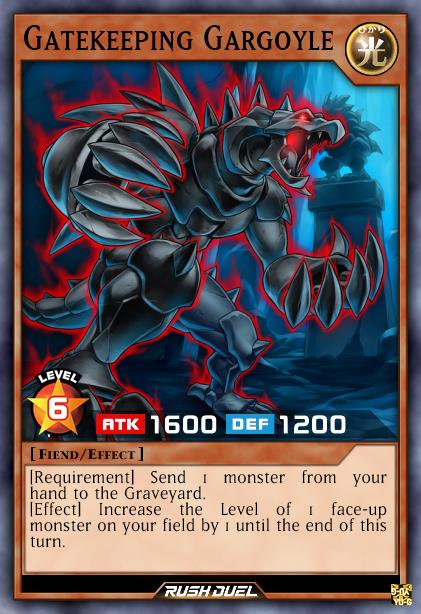 GATEKEEPING GARGOYLE
ひかり
光
LEVEL
6
ATK 1600 DEF 1200
[FIEND/EFFECT]
[Requirement] Send 1 monster from your
hand to the Graveyard.
[Effect] Increase the Level of 1 face-up
monster on your field by 1 until the end of this
turn.
RUSH DUEL